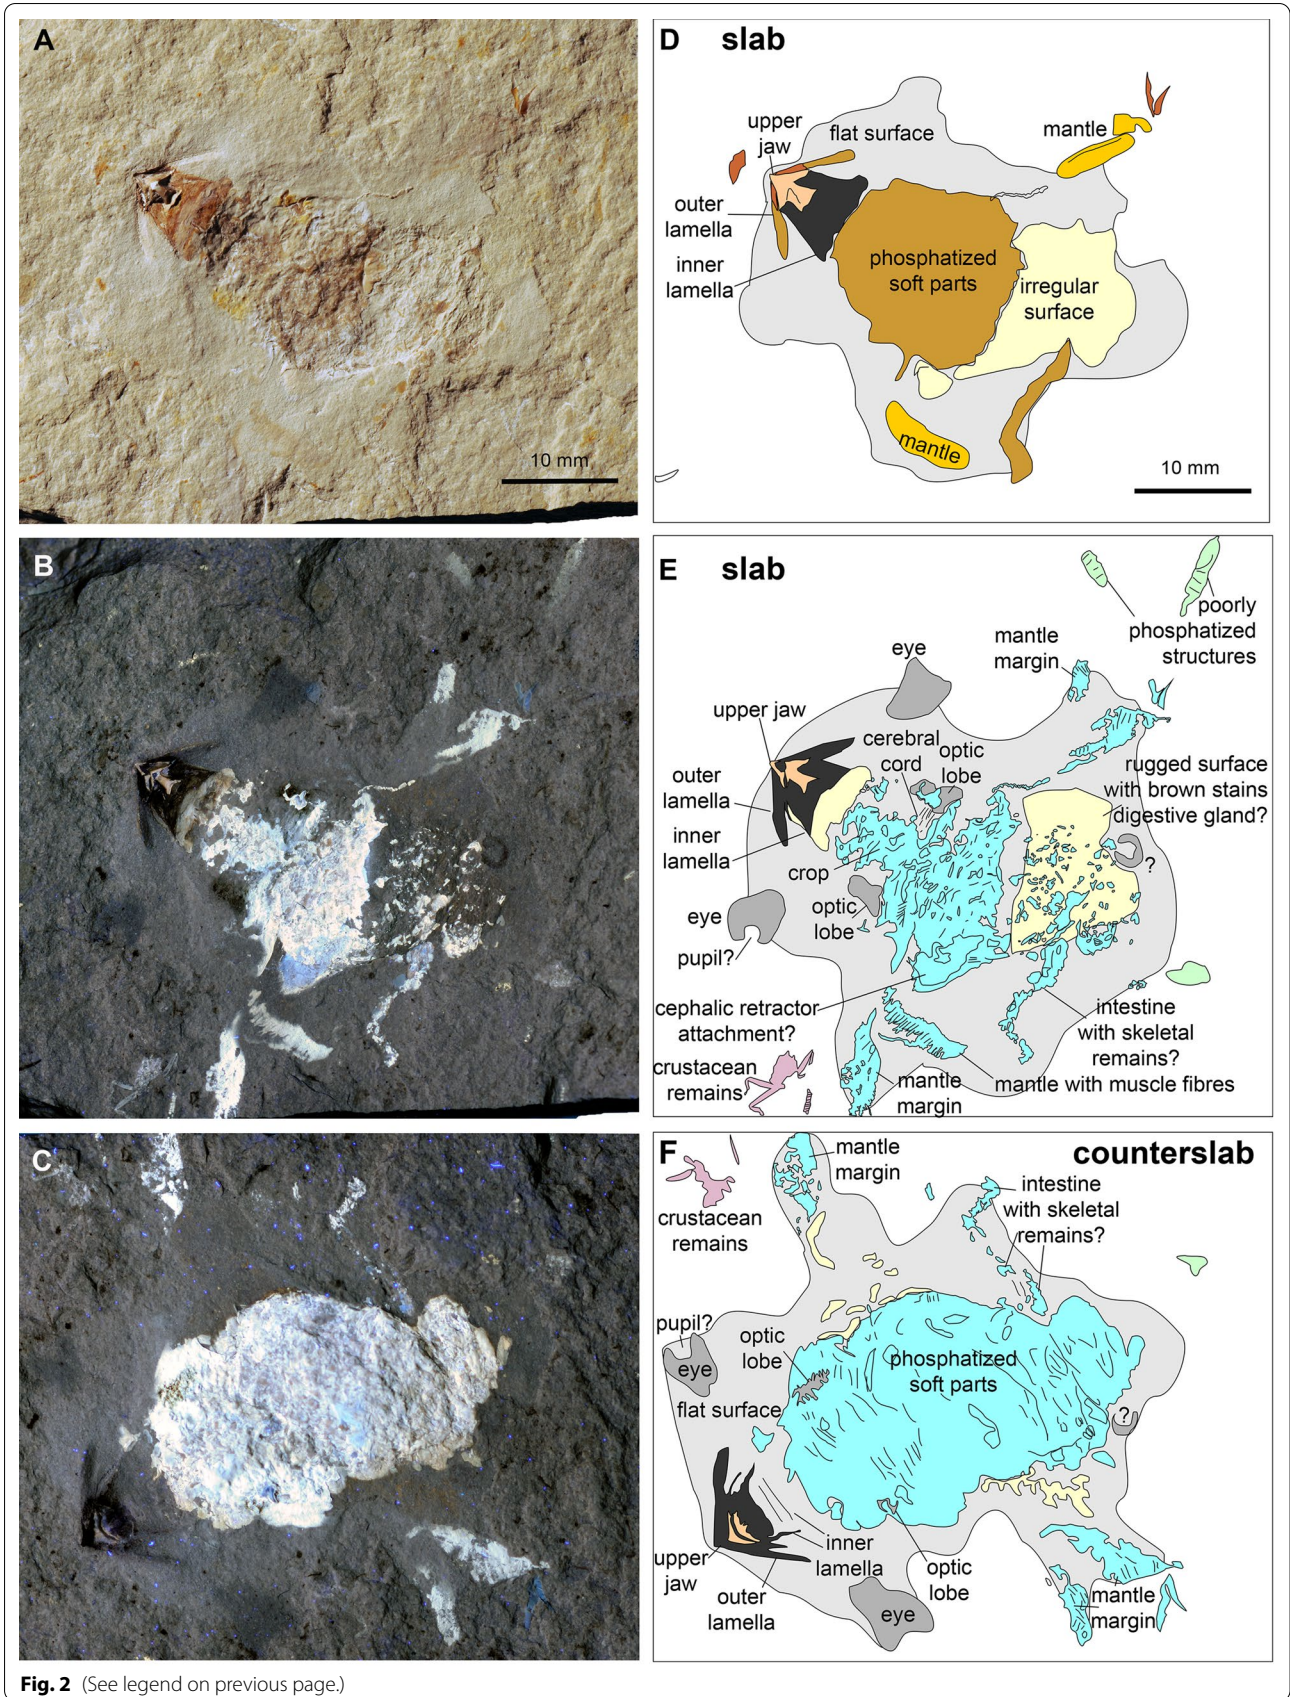 A
10 mm
D slab
upper
jaw
flat surface
mantle
outer
lamella
inner
lamella
phosphatized
soft parts
irregular
surface
mantle
10 mm
B
E slab
poorly
phosphatized
structures
mantle
margin
eye
upper jaw
cerebral
cord
optic
lobe
outer
lamella
inner
lamella
rugged surface
with brown stains
digestive gland?
?
crop
optic
lobe
eye
pupil?
cephalic retractor
attachment?
intestine
with skeletal
remains?
crustacean
remains
mantle
margin
mantle with muscle fibres
C
F counterslab
mantle
margin
crustacean
remains
intestine
with skeletal
remains?
pupil?
eye
optic
lobe
phosphatized
soft parts
flat surface
?
inner
lamella
upper
jaw
outer
lamella
optic
lobe
eye
mantle
margin
Fig. 2 (See legend on previous page.)